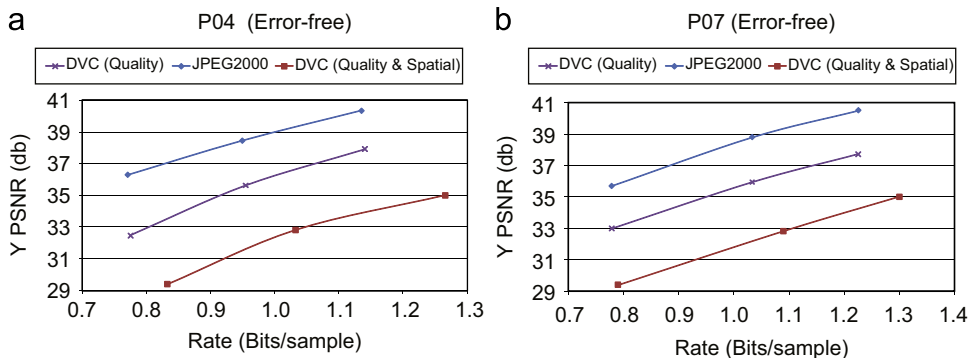 a
P04 (Error-free)
DVC (Quality) JPEG2000 DVC (Quality & Spatial)
41
39
37
35
33
31
29
Y PSNR (db)
0.7 0.8 0.9 1.0 1.1 1.2 1.3
Rate (Bits/sample)
b
P07 (Error-free)
DVC (Quality) JPEG2000 DVC (Quality & Spatial)
41
39
37
35
33
31
29
Y PSNR (db)
0.7 0.8 0.9 1.0 1.1 1.2 1.3 1.4
Rate (Bits/sample)